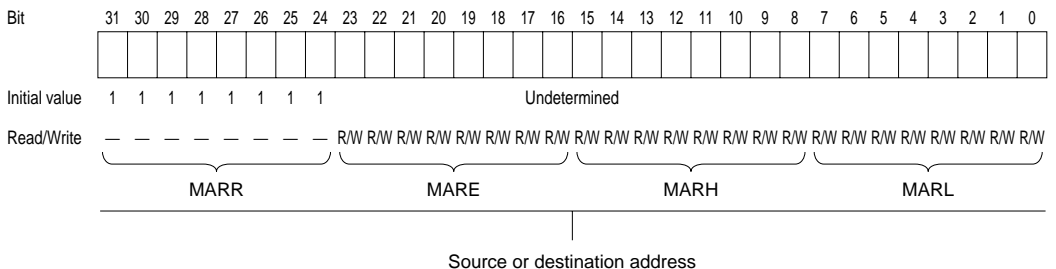 Bit 31 30 29 28 27 26 25 24 23 22 21 20 19 18 17 16 15 14 13 12 11 10 9 8 7 6 5 4 3 2 1 0
Initial value 1 1 1 1 1 1 1 1 Undetermined
Read/Write — — — — — — — — R/W R/W R/W R/W R/W R/W R/W R/W R/W R/W R/W R/W R/W R/W R/W R/W R/W R/W R/W R/W R/W R/W R/W R/W
MARR MARE MARH MARL
Source or destination address